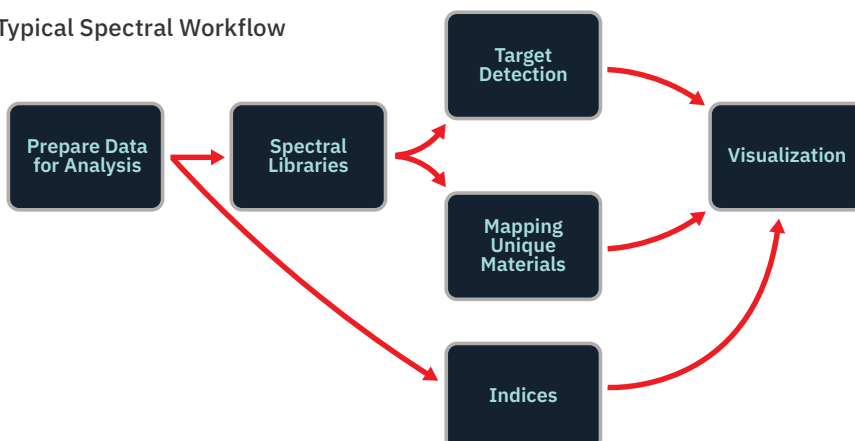 Typical Spectral Workflow
Target
Detection
Prepare Data
for Analysis
Spectral
Libraries
Visualization
Mapping
Unique
Materials
Indices